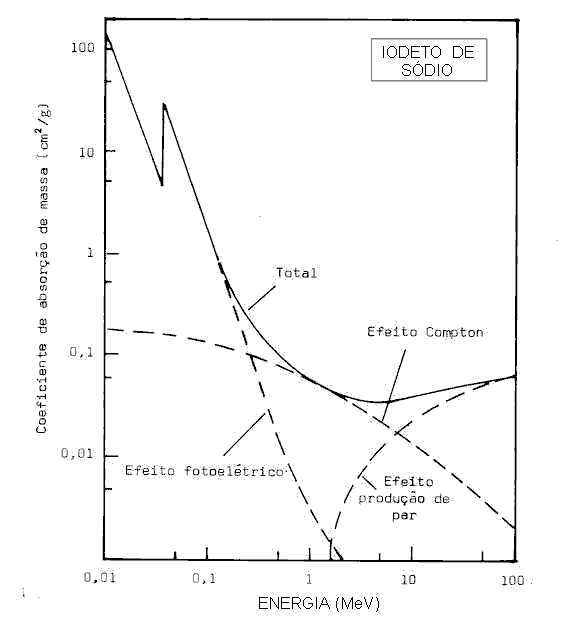 IODETO DE
SÓDIO
Coeficiente de absorção de massa (cm²/g)
100
10
1
0,1
0,01
Total
Efeito Compton
Efeito fotoelétrico
Efeito
produção de
par
0,01
0,1
1
10
100
ENERGIA (MeV)